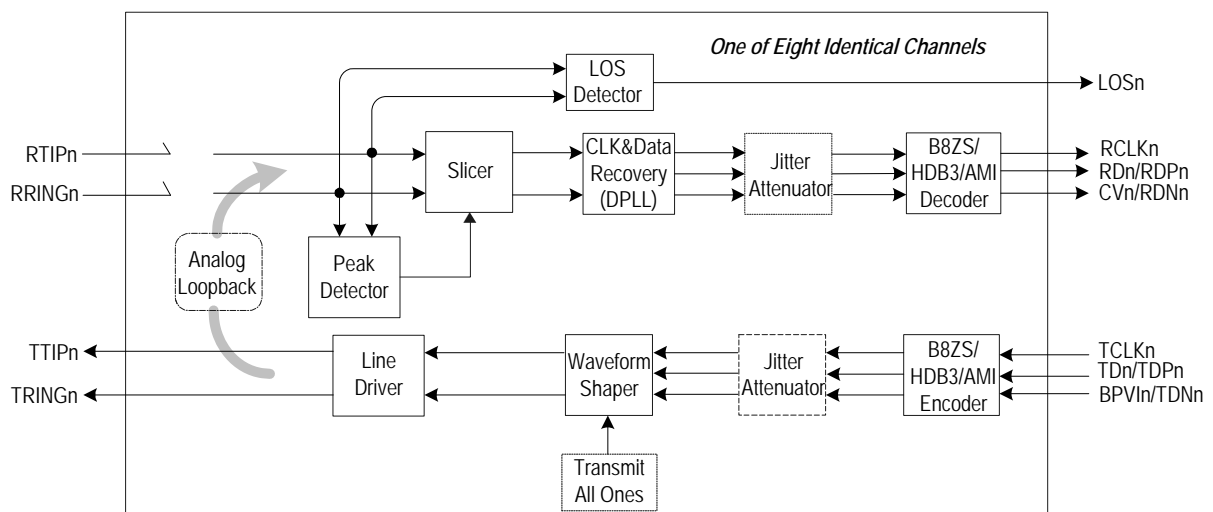 One of Eight Identical Channels
LOS
Detector
LOSn
RTIPn
RRINGn
Slicer
CLK&Data
Recovery
(DPLL)
Jitter
Attenuator
B8ZS/
HDB3/AMI
Decoder
RCLKn
RDn/RDPn
CVn/RDNn
Analog
Loopback
Peak
Detector
TTIPn
TRINGn
Line
Driver
Waveform
Shaper
Jitter
Attenuator
B8ZS/
HDB3/AMI
Encoder
TCLKn
TDn/TDPn
BPVIn/TDNn
Transmit
All Ones